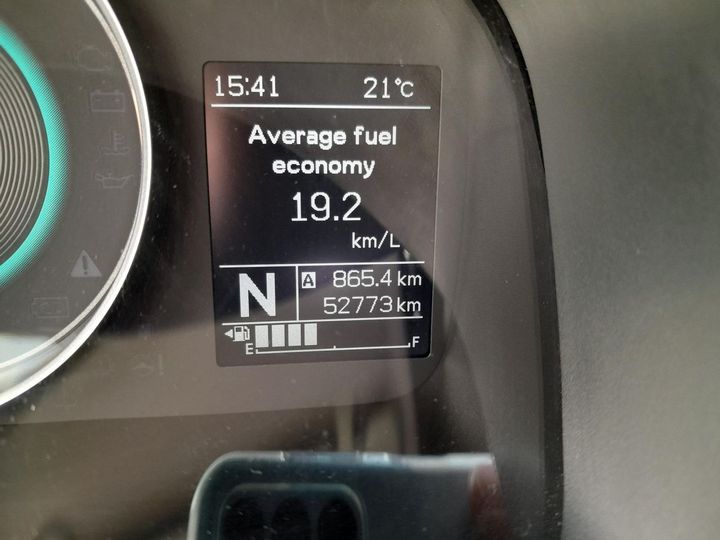 15:41 21°C
Average fuel
economy
19.2
km/L
N
A 865.4 km
52773 km
E F